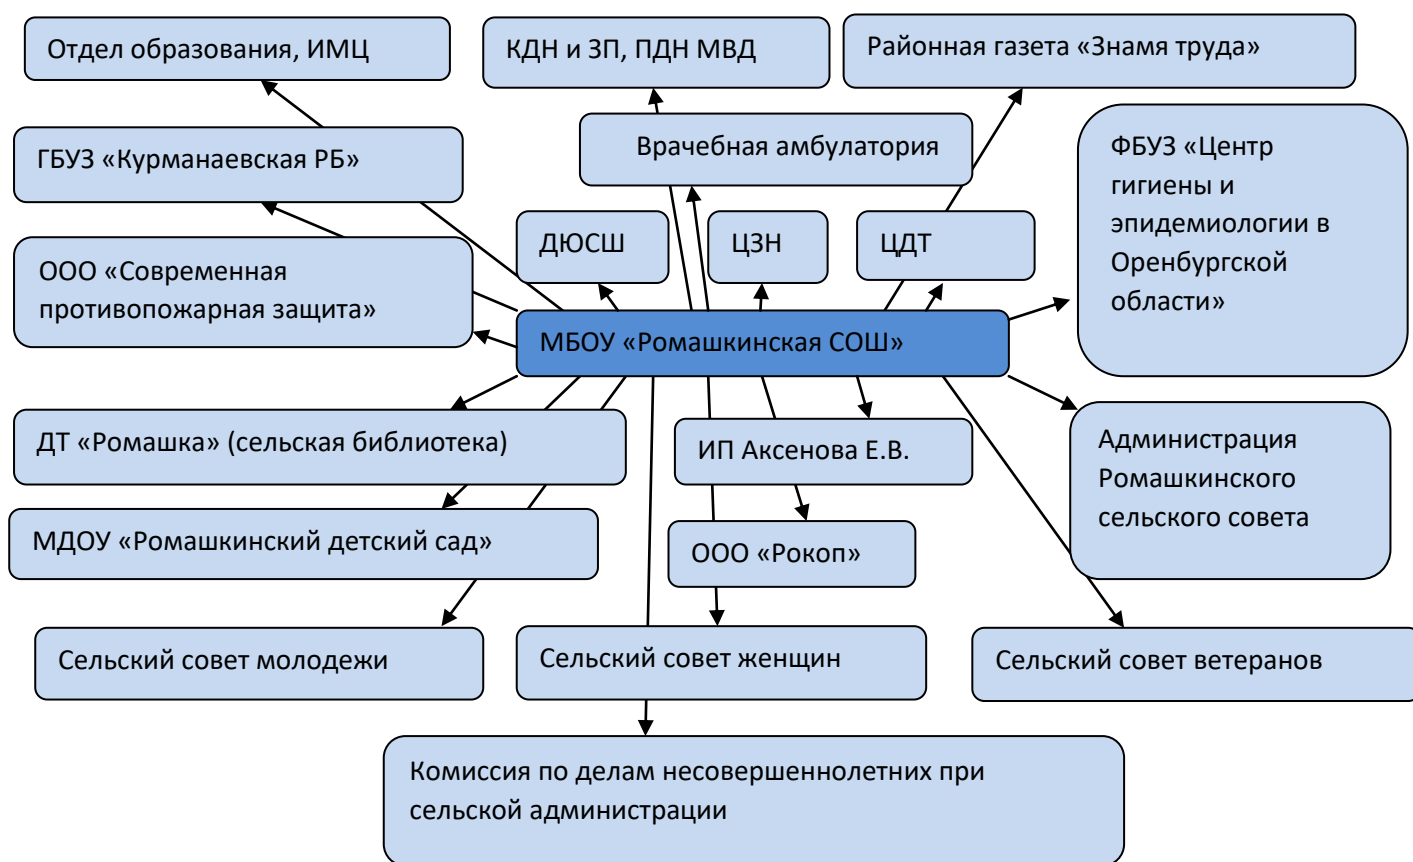 Отдел образования, ИМЦ
КДН и ЗП, ПДН МВД
Районная газета «Знамя труда»
ГБУЗ «Курманаевская РБ»
Врачебная амбулатория
ФБУЗ «Центр
гигиены и
эпидемиологии в
Оренбургской
области»
ООО «Современная
противопожарная защита»
ДЮСШ
ЦЗН
ЦДТ
МБОУ «Ромашкинская СОШ»
ДТ «Ромашка» (сельская библиотека)
ИП Аксенова Е.В.
Администрация
Ромашкинского
сельского совета
МДОУ «Ромашкинский детский сад»
ООО «Рокоп»
Сельский совет молодежи
Сельский совет женщин
Сельский совет ветеранов
Комиссия по делам несовершеннолетних при
сельской администрации